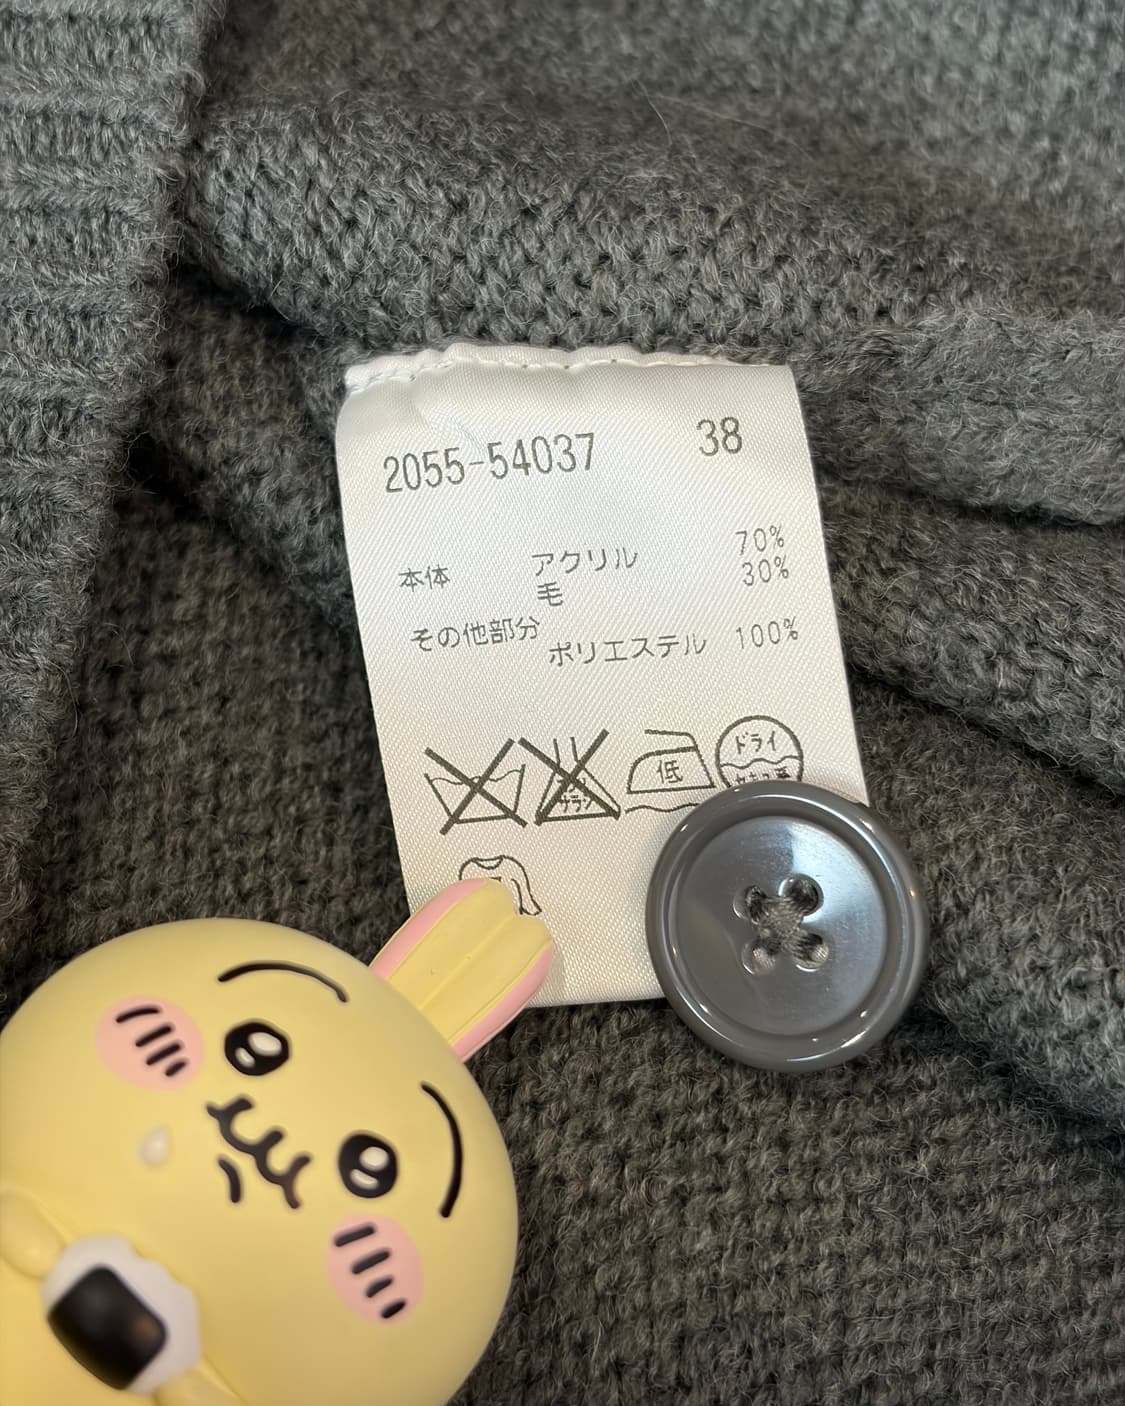 2055-54037 38
本体 アクリル 70%
毛 30%
その他部分
ポリエステル 100%
低 ドライ